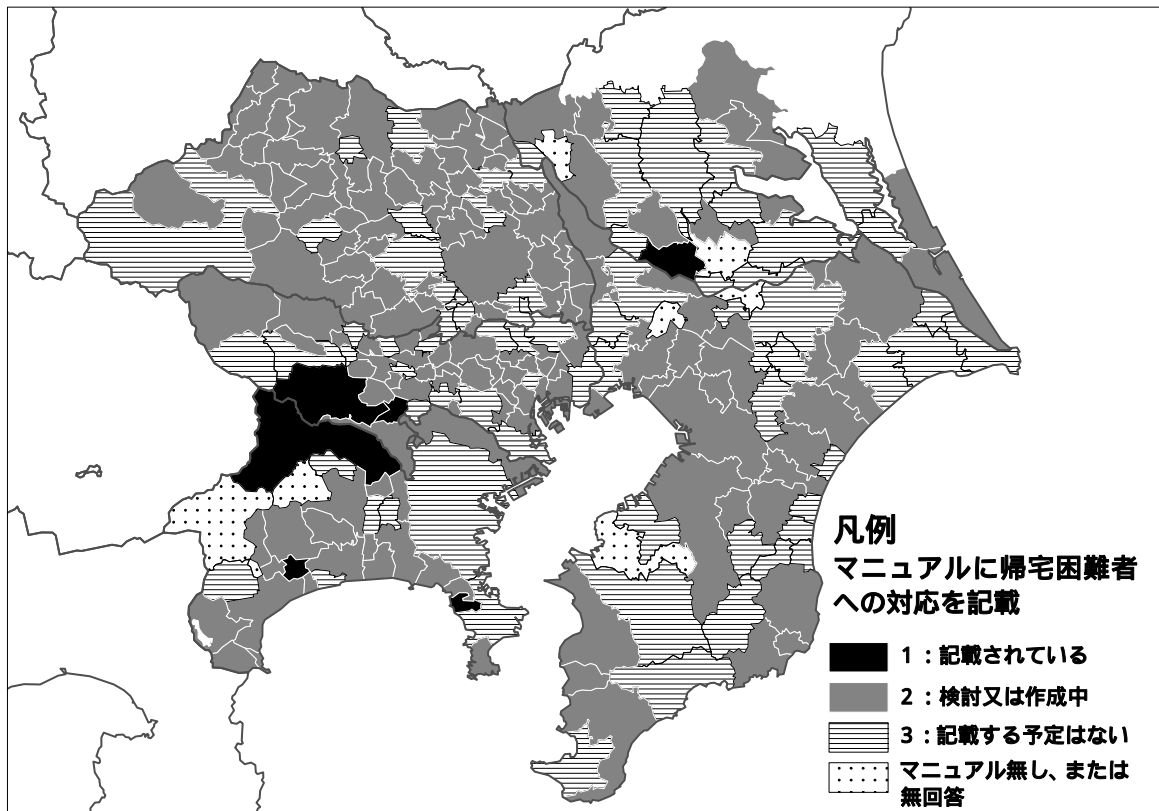 凡例
マニュアルに帰宅困難者
への対応を記載
1：記載されている
2：検討又は作成中
3：記載する予定はない
マニュアル無し、または
無回答